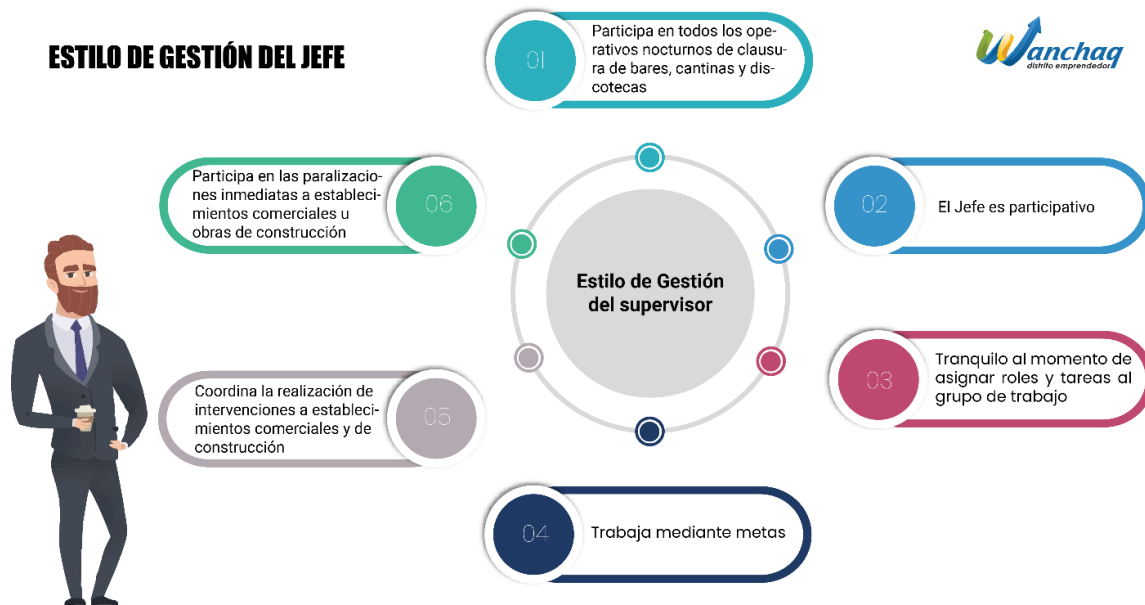 ESTILO DE GESTIÓN DEL JEFE
Wanchaq
distrito emprendedor
01
Participa en todos los ope-
rativos nocturnos de clausu-
ra de bares, cantinas y dis-
cotecas
02
El Jefe es participativo
03
Tranquilo al momento de
asignar roles y tareas al
grupo de trabajo
04
Trabaja mediante metas
05
Coordina la realización de
intervenciones a estableci-
mientos comerciales y de
construcción
06
Participa en las paralizacio-
nes inmediatas a estableci-
mientos comerciales u
obras de construcción
Estilo de Gestión
del supervisor